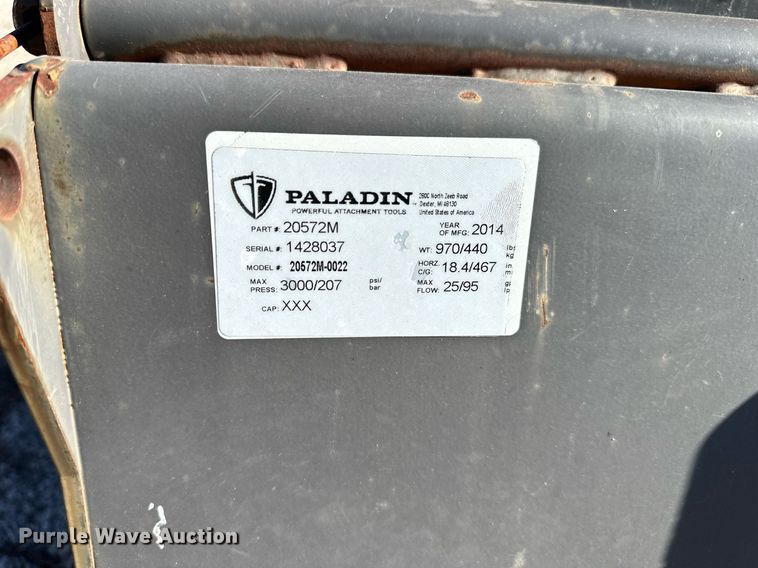 PALADIN
POWERFUL ATTACHMENT TOOLS
2800 North Zeeb Road
Dexter, MI 48130
United States of America
PART #: 20572M
YEAR OF MFG: 2014
SERIAL #: 1428037
WT: 970/440 lbs kg
MODEL #: 20572M-0022
HORZ. C/G: 18.4/467 in.
MAX PRESS: 3000/207 psi/ bar
MAX FLOW: 25/95
CAP: XXX
Purple Wave Auction